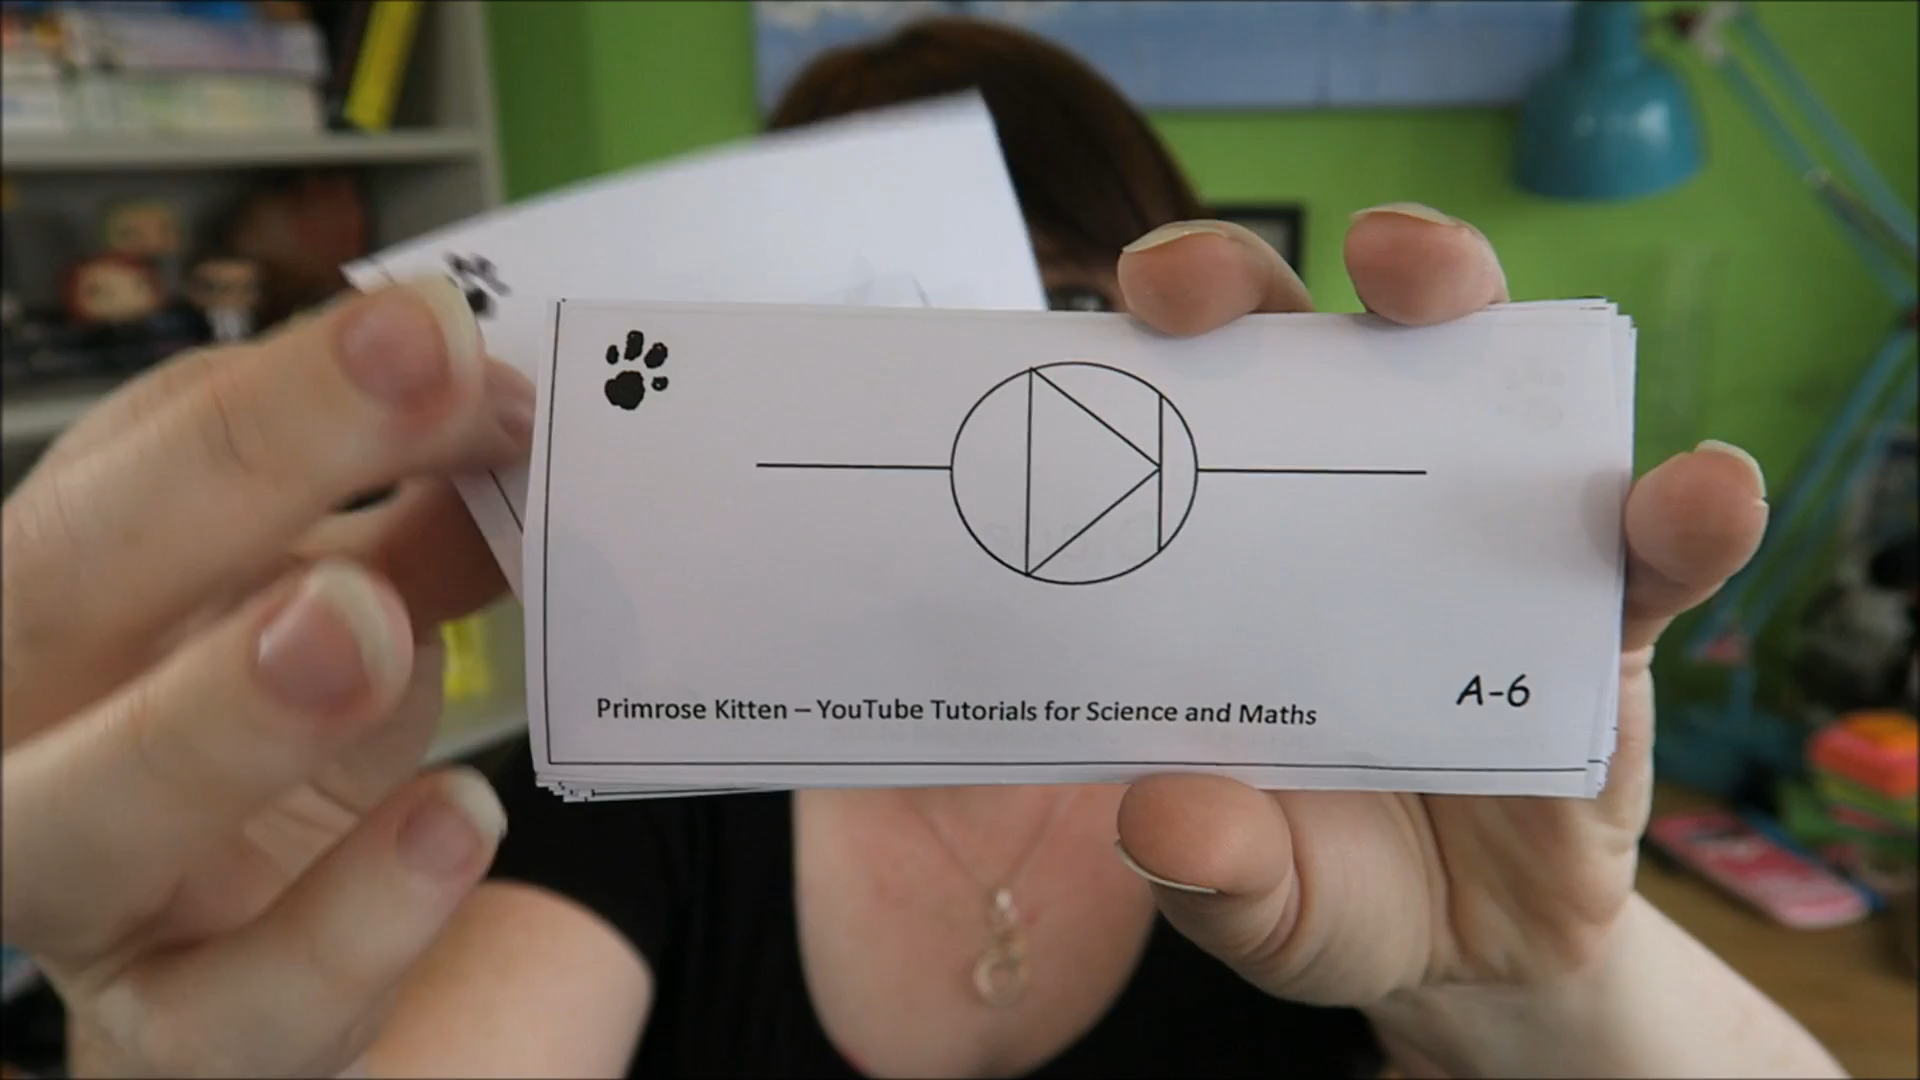 Primrose Kitten – YouTube Tutorials for Science and Maths
A-6